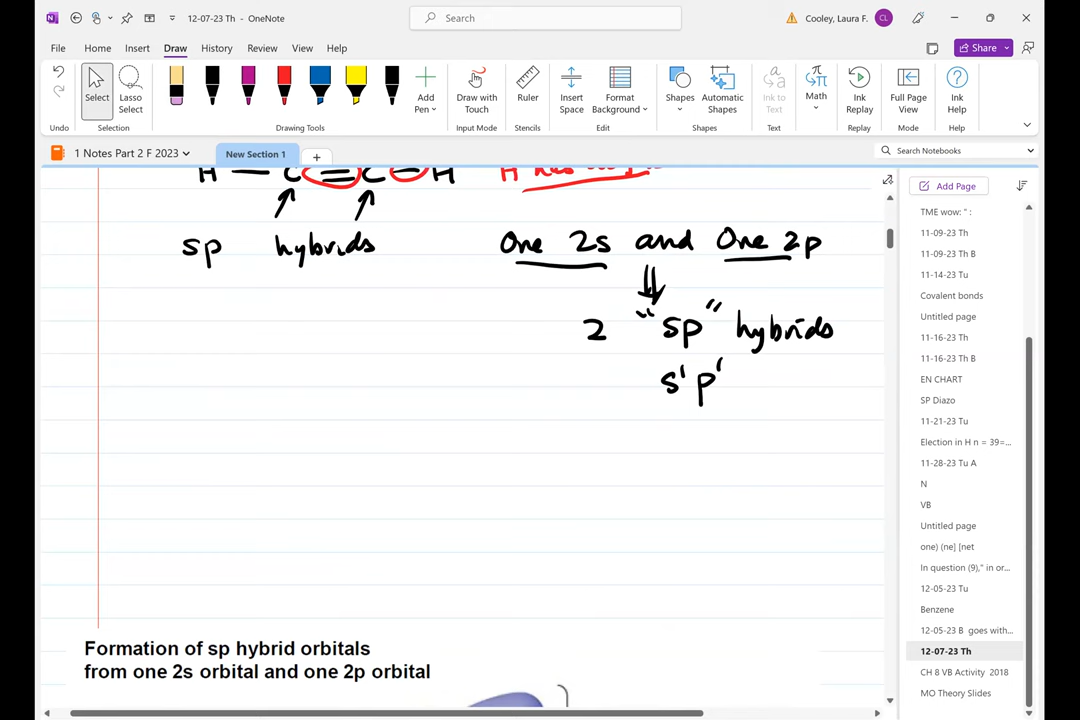 12-07-23 Th - OneNote
Search
Cooley, Laura F.
CL
File Home Insert Draw History Review View Help
Share
Undo
Select
Lasso Select
Add Pen
Draw with Touch
Ruler
Insert Space
Format Background
Shapes
Automatic Shapes
Ink to Text
Math
Ink Replay
Full Page View
Ink Help
Undo
Selection
Drawing Tools
Input Mode
Stencils
Edit
Shapes
Text
Replay
Mode
Help
1 Notes Part 2 F 2023
New Section 1
+
Search Notebooks
H — C ≡ C — H H
sp hybrids One 2s and One 2p
2 "sp" hybrids
s' p'
Formation of sp hybrid orbitals
from one 2s orbital and one 2p orbital
Add Page
TME wow: " :
11-09-23 Th
11-09-23 Th B
11-14-23 Tu
Covalent bonds
Unititled page
11-16-23 Th
11-16-23 Th B
EN CHART
SP Diazo
11-21-23 Tu
Election in H n = 39=...
11-28-23 Tu A
N
VB
Untitled page
one) (ne] [net
In question (9)," in or...
12-05-23 Tu
Benzene
12-05-23 B goes with...
12-07-23 Th
CH 8 VB Activity 2018
MO Theory Slides